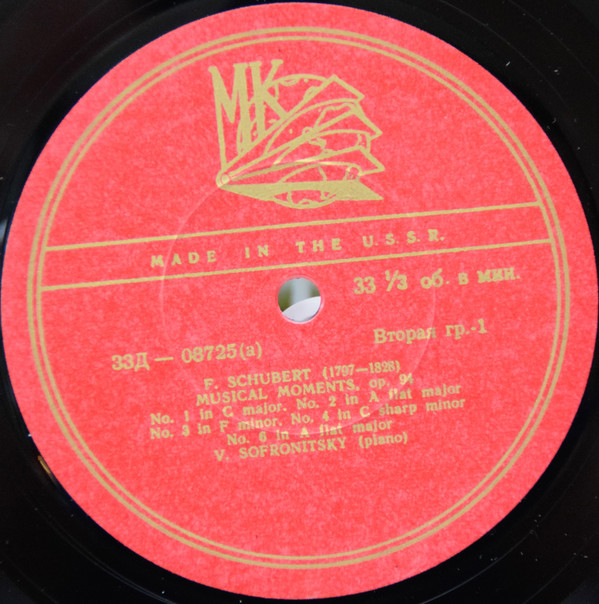 МК
MADE IN THE U.S.S.R.
33 1/3 об. в мин.
33Д — 08725(а)
Вторая гр.-1
F. SCHUBERT (1797—1828)
MUSICAL MOMENTS, op. 94
No. 1 in C major. No. 2 in A flat major
No. 3 in F minor. No. 4 in C sharp minor
No. 6 in A flat major
V. SOFRONITSKY (piano)